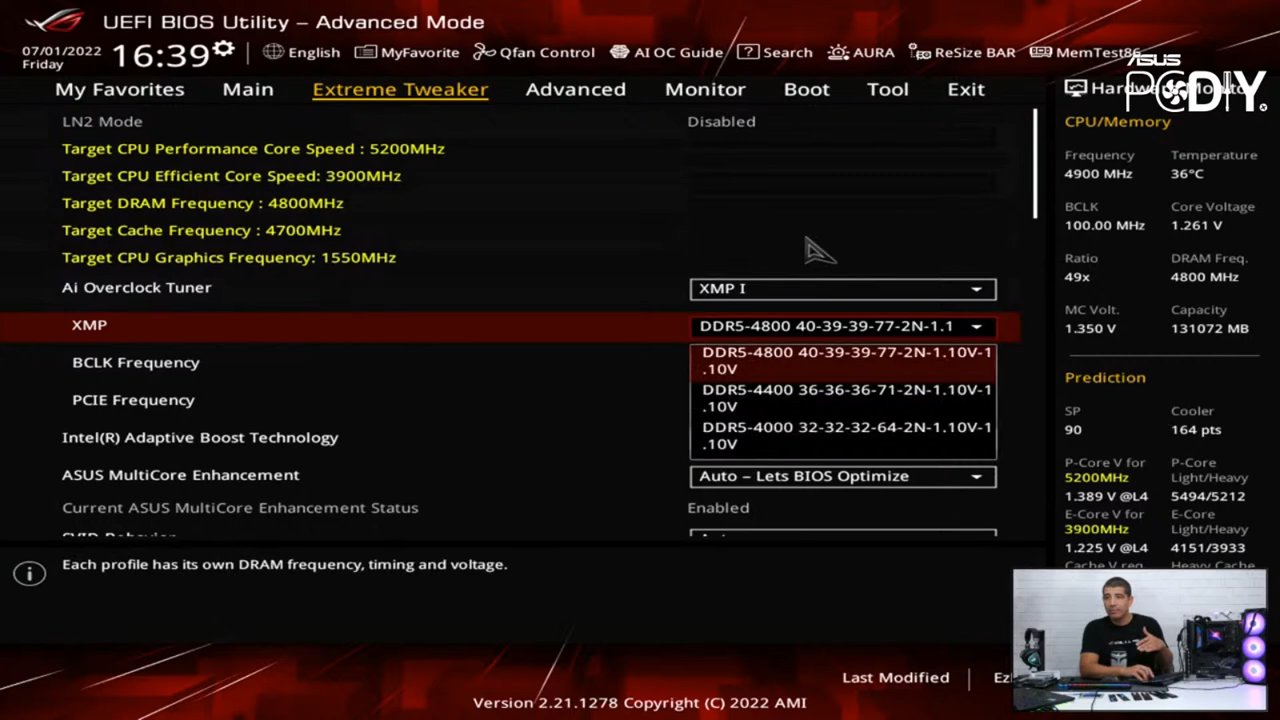 UEFI BIOS Utility – Advanced Mode
07/01/2022
Friday
16:39
English
MyFavorite
Qfan Control
AI OC Guide
? Search
AURA
ReSize BAR
MemTest86
ASUS
PCDIY.
My Favorites
Main
Extreme Tweaker
Advanced
Monitor
Boot
Tool
Exit
LN2 Mode
Disabled
Target CPU Performance Core Speed : 5200MHz
Target CPU Efficient Core Speed: 3900MHz
Target DRAM Frequency : 4800MHz
Target Cache Frequency : 4700MHz
Target CPU Graphics Frequency: 1550MHz
Ai Overclock Tuner
XMP I
XMP
DDR5-4800 40-39-39-77-2N-1.1
DDR5-4800 40-39-39-77-2N-1.10V-1
.10V
DDR5-4400 36-36-36-71-2N-1.10V-1
.10V
DDR5-4000 32-32-32-64-2N-1.10V-1
.10V
BCLK Frequency
PCIE Frequency
Intel(R) Adaptive Boost Technology
ASUS MultiCore Enhancement
Auto – Lets BIOS Optimize
Current ASUS MultiCore Enhancement Status
Enabled
Each profile has its own DRAM frequency, timing and voltage.
CPU/Memory
Frequency
Temperature
4900 MHz
36°C
BCLK
Core Voltage
100.00 MHz
1.261 V
Ratio
DRAM Freq.
49x
4800 MHz
MC Volt.
Capacity
1.350 V
131072 MB
Prediction
SP
Cooler
90
164 pts
P-Core V for
P-Core
5200MHz
Light/Heavy
1.389 V @L4
5494/5212
E-Core V for
E-Core
3900MHz
Light/Heavy
1.225 V @L4
4151/3933
Last Modified
Version 2.21.1278 Copyright (C) 2022 AMI